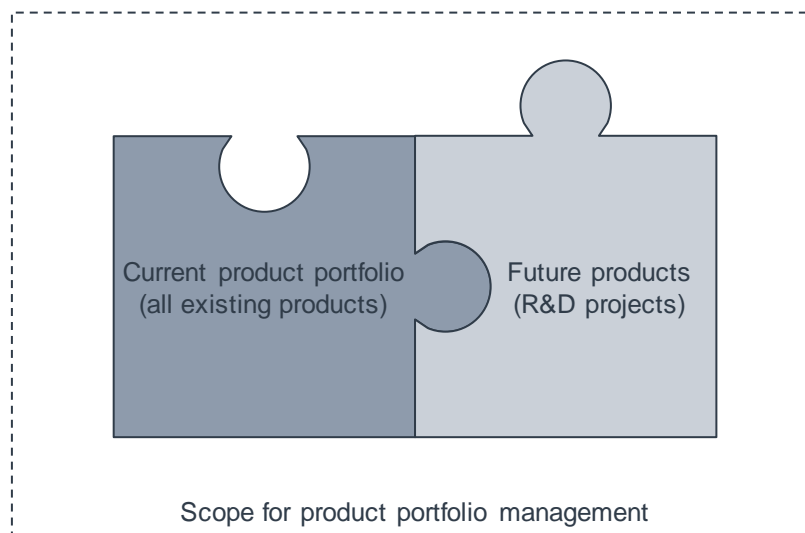 Current product portfolio
(all existing products)
Future products
(R&D projects)
Scope for product portfolio management